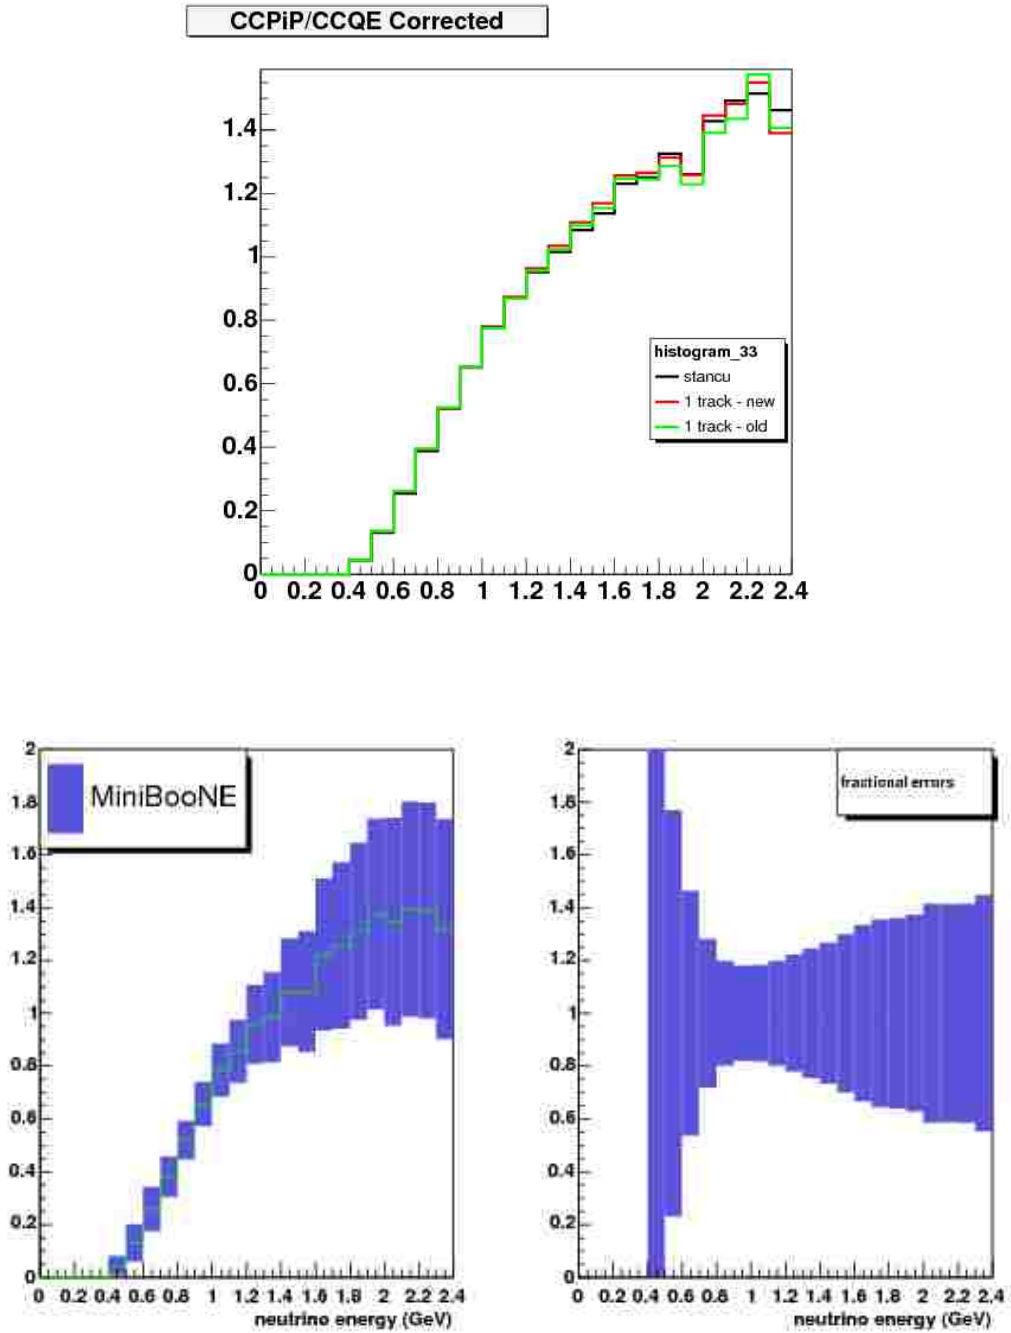 CCPiP/CCQE Corrected
1.4
1.2
1
0.8
0.6
0.4
0.2
0
0 0.2 0.4 0.6 0.8 1 1.2 1.4 1.6 1.8 2 2.2 2.4
histogram_33
stancu
1 track - new
1 track - old
2
1.8
1.6
1.4
1.2
1
0.8
0.6
0.4
0.2
0
0 0.2 0.4 0.6 0.8 1 1.2 1.4 1.6 1.8 2 2.2 2.4
neutrino energy (GeV)
MiniBooNE
2
1.8
1.6
1.4
1.2
1
0.8
0.6
0.4
0.2
0
0 0.2 0.4 0.6 0.8 1 1.2 1.4 1.6 1.8 2 2.2 2.4
neutrino energy (GeV)
fractional errors